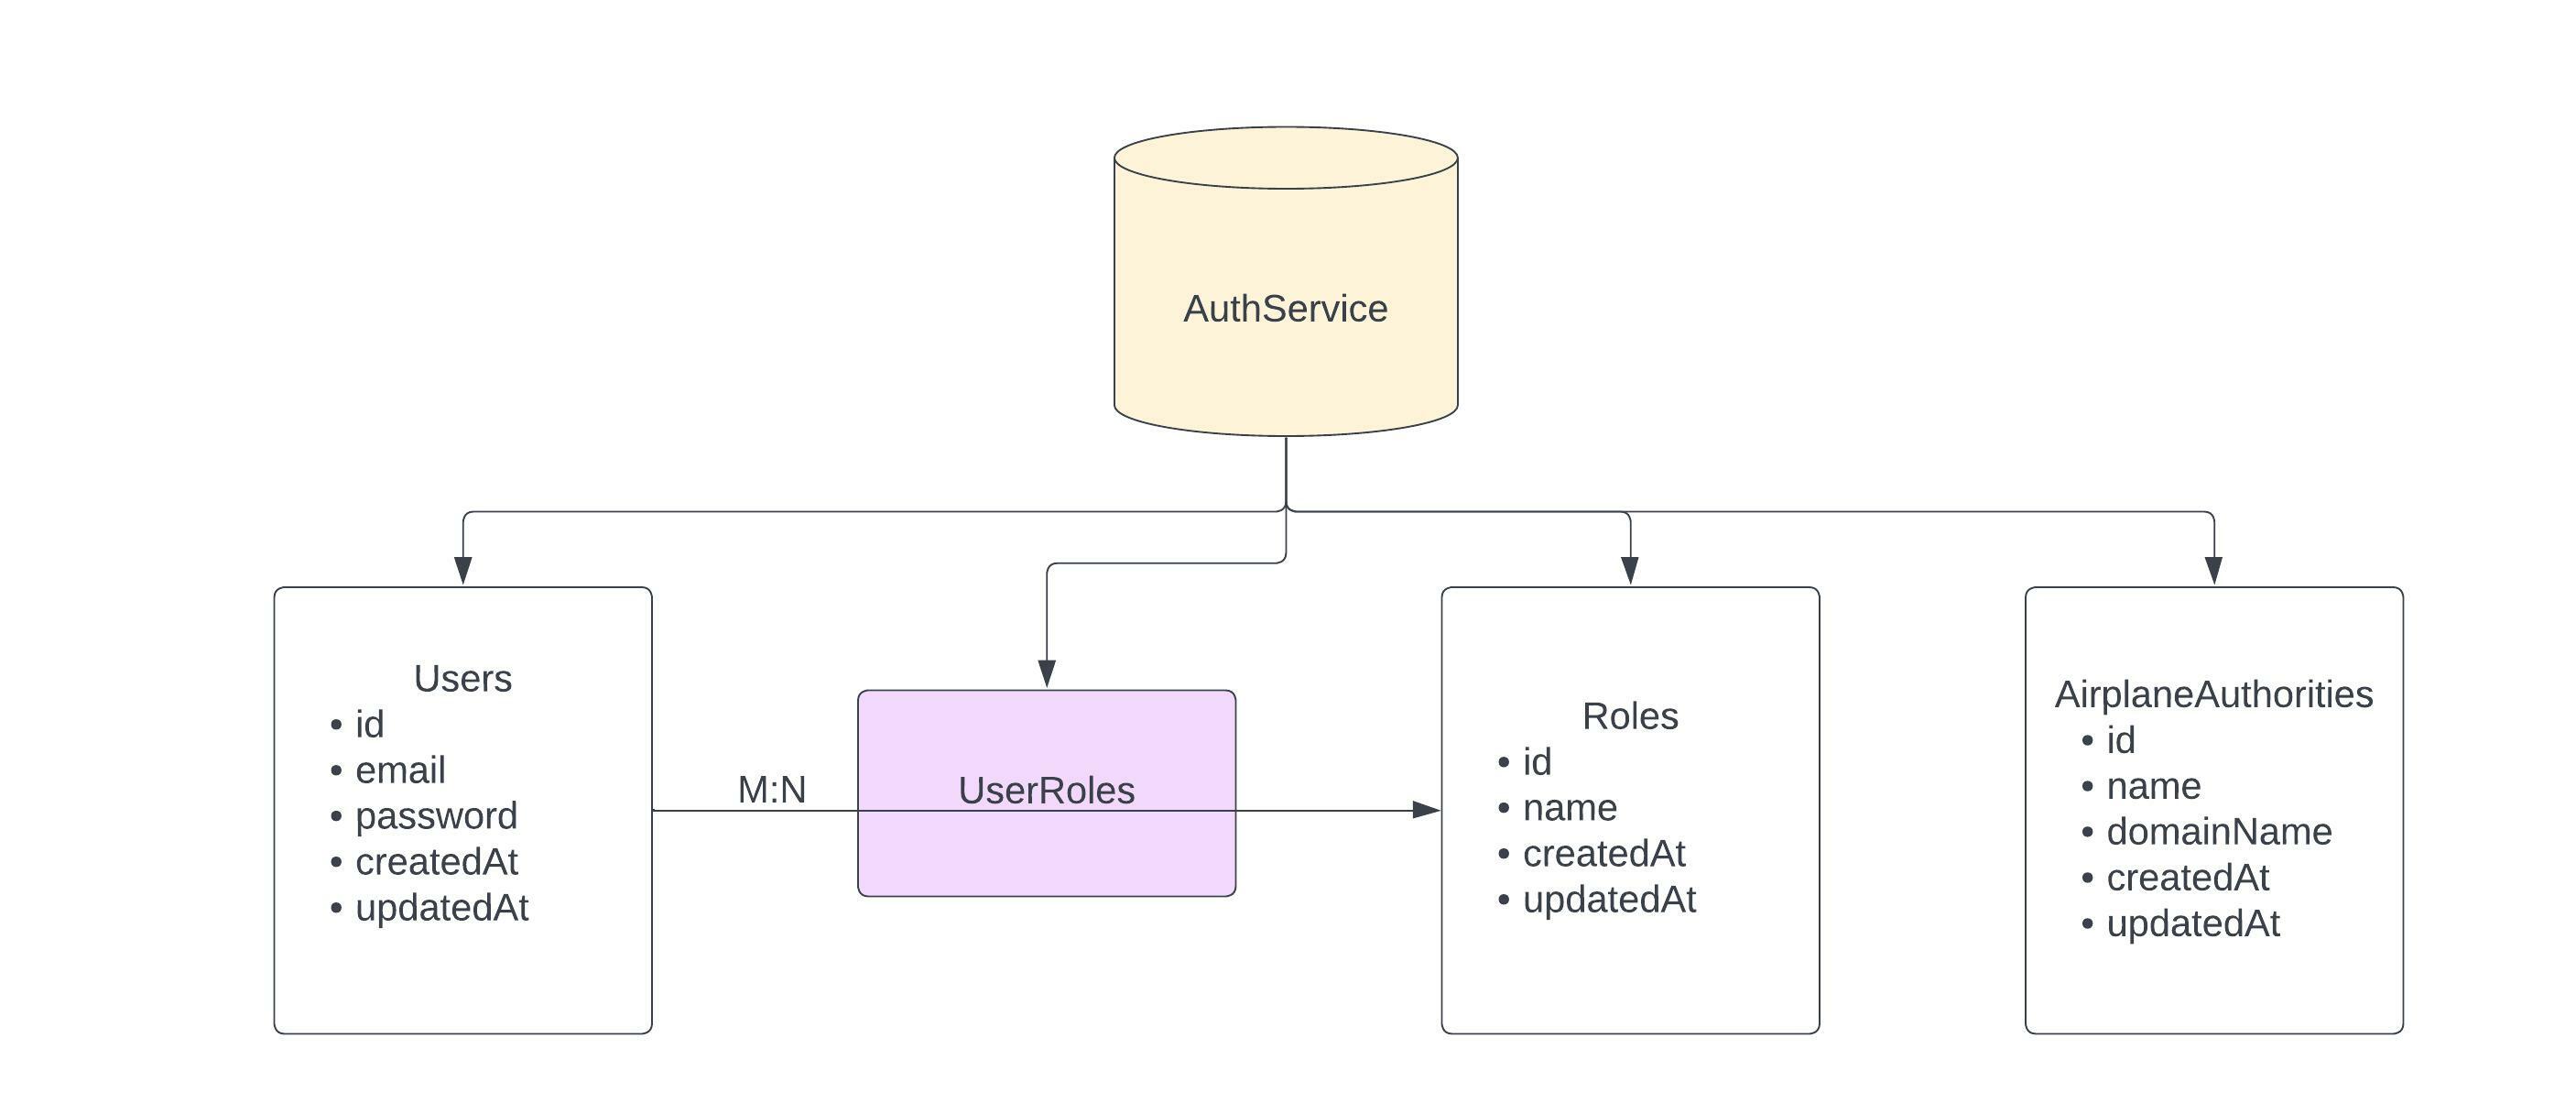 AuthService
Users
• id
• email
• password
• createdAt
• updatedAt
M:N
UserRoles
Roles
• id
• name
• createdAt
• updatedAt
AirplaneAuthorities
• id
• name
• domainName
• createdAt
• updatedAt